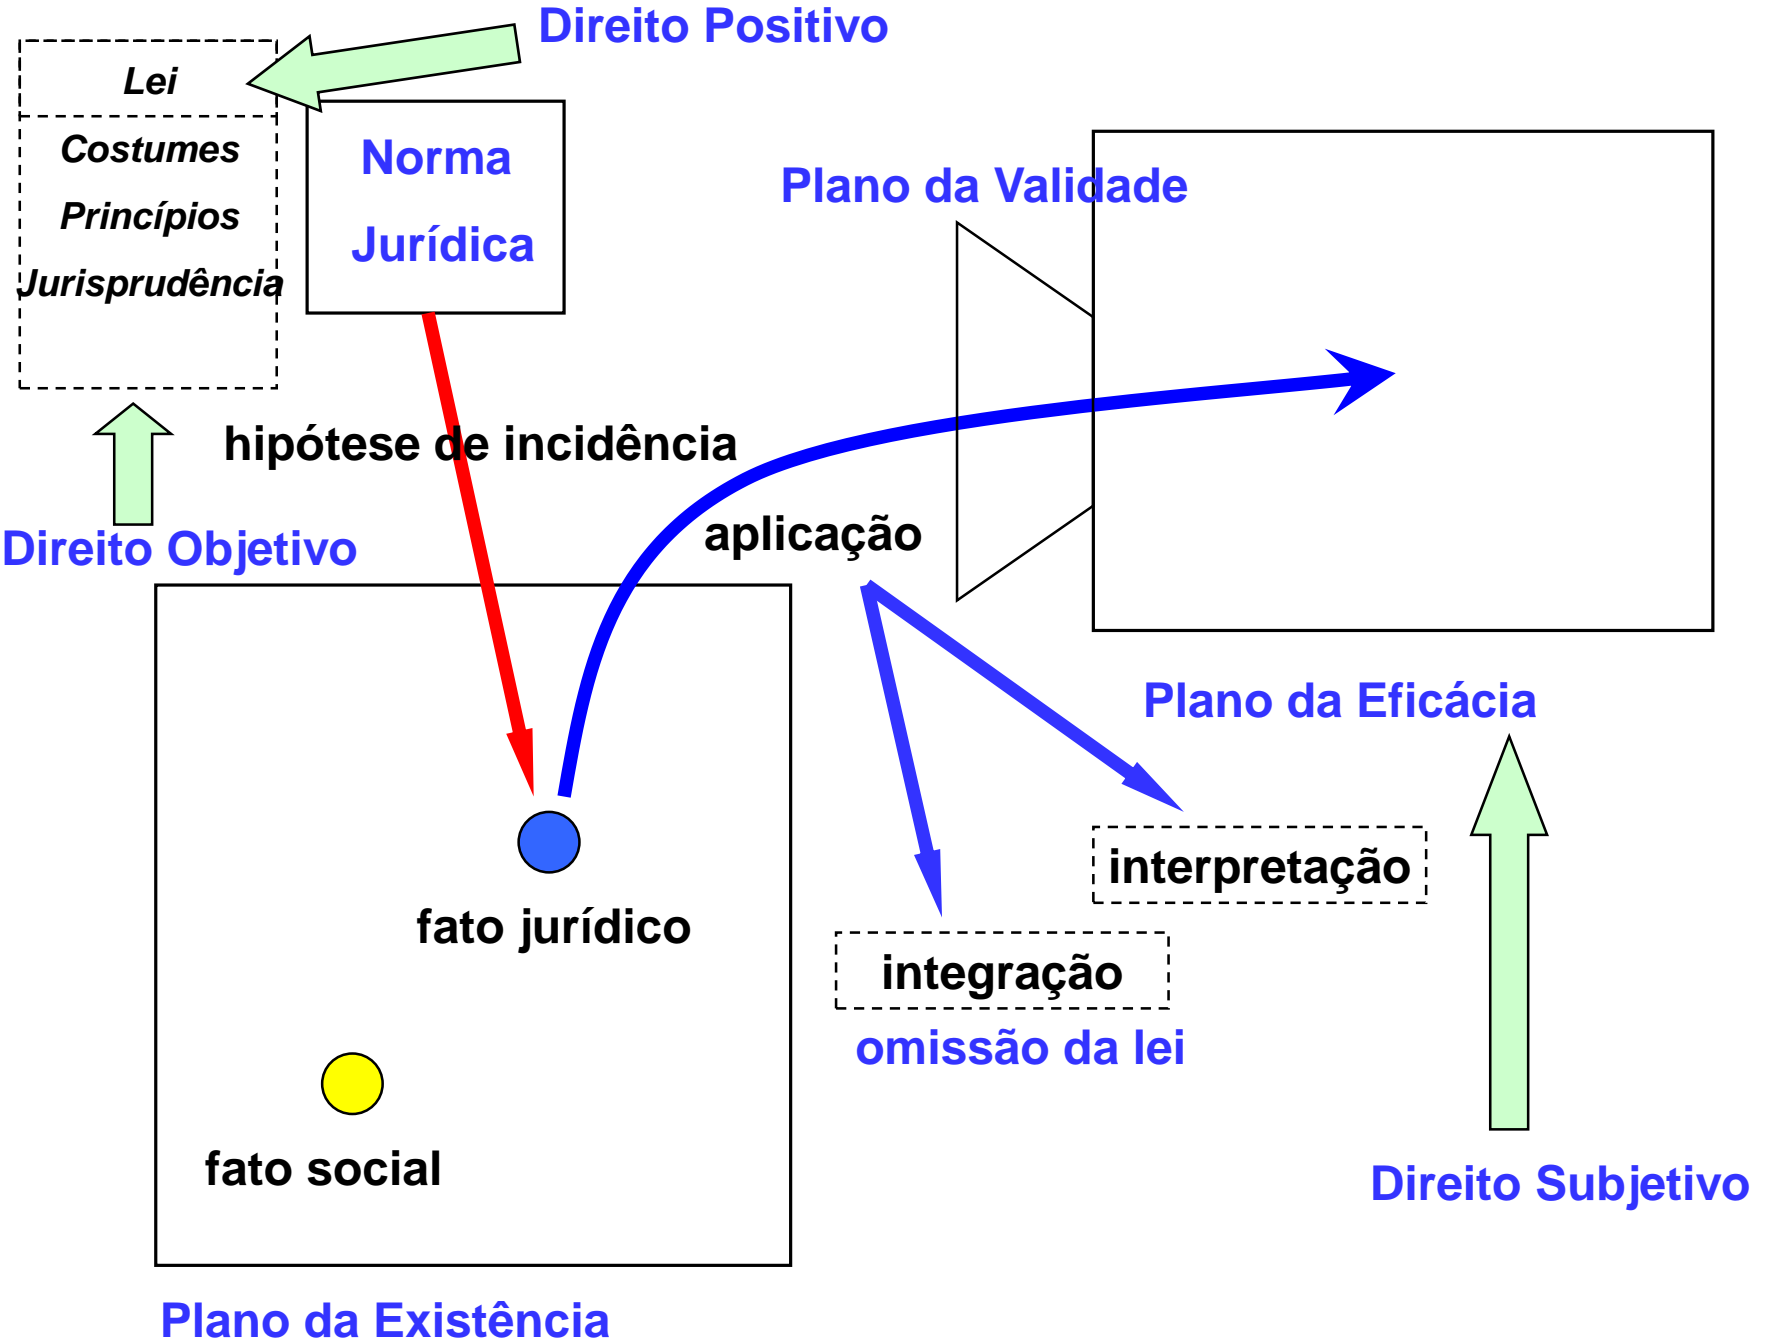 Direito Positivo
Lei
Costumes
Princípios
Jurisprudência
Norma
Jurídica
Plano da Validade
hipótese de incidência
aplicação
Direito Objetivo
Plano da Eficácia
interpretação
fato jurídico
integração
omissão da lei
fato social
Direito Subjetivo
Plano da Existência